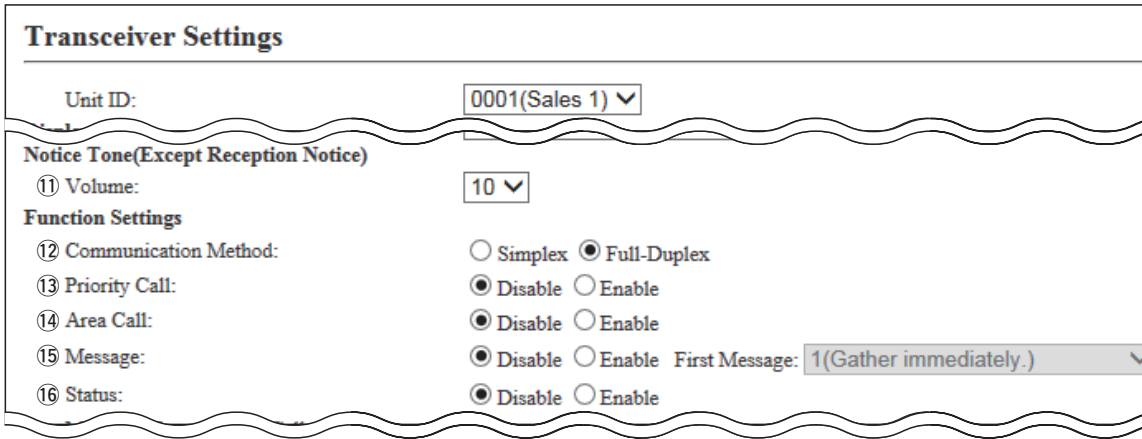 Transceiver Settings
Unit ID: 0001(Sales 1)
Notice Tone(Except Reception Notice)
⑪ Volume: 10
Function Settings
⑫ Communication Method: Simplex Full-Duplex
⑬ Priority Call: Disable Enable
⑭ Area Call: Disable Enable
⑮ Message: Disable Enable First Message: 1(Gather immediately.)
⑯ Status: Disable Enable